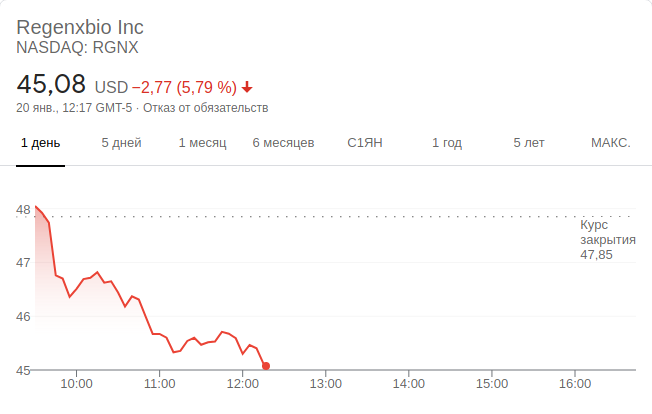 Regenxbio Inc
NASDAQ: RGNX
45,08 USD −2,77 (5,79 %)
20 янв., 12:17 GMT-5 · Отказ от обязательств
1 день 5 дней 1 месяц 6 месяцев С1ЯН 1 год 5 лет МАКС.
48
Курс
закрытия
47,85
47
46
45
10:00 11:00 12:00 13:00 14:00 15:00 16:00